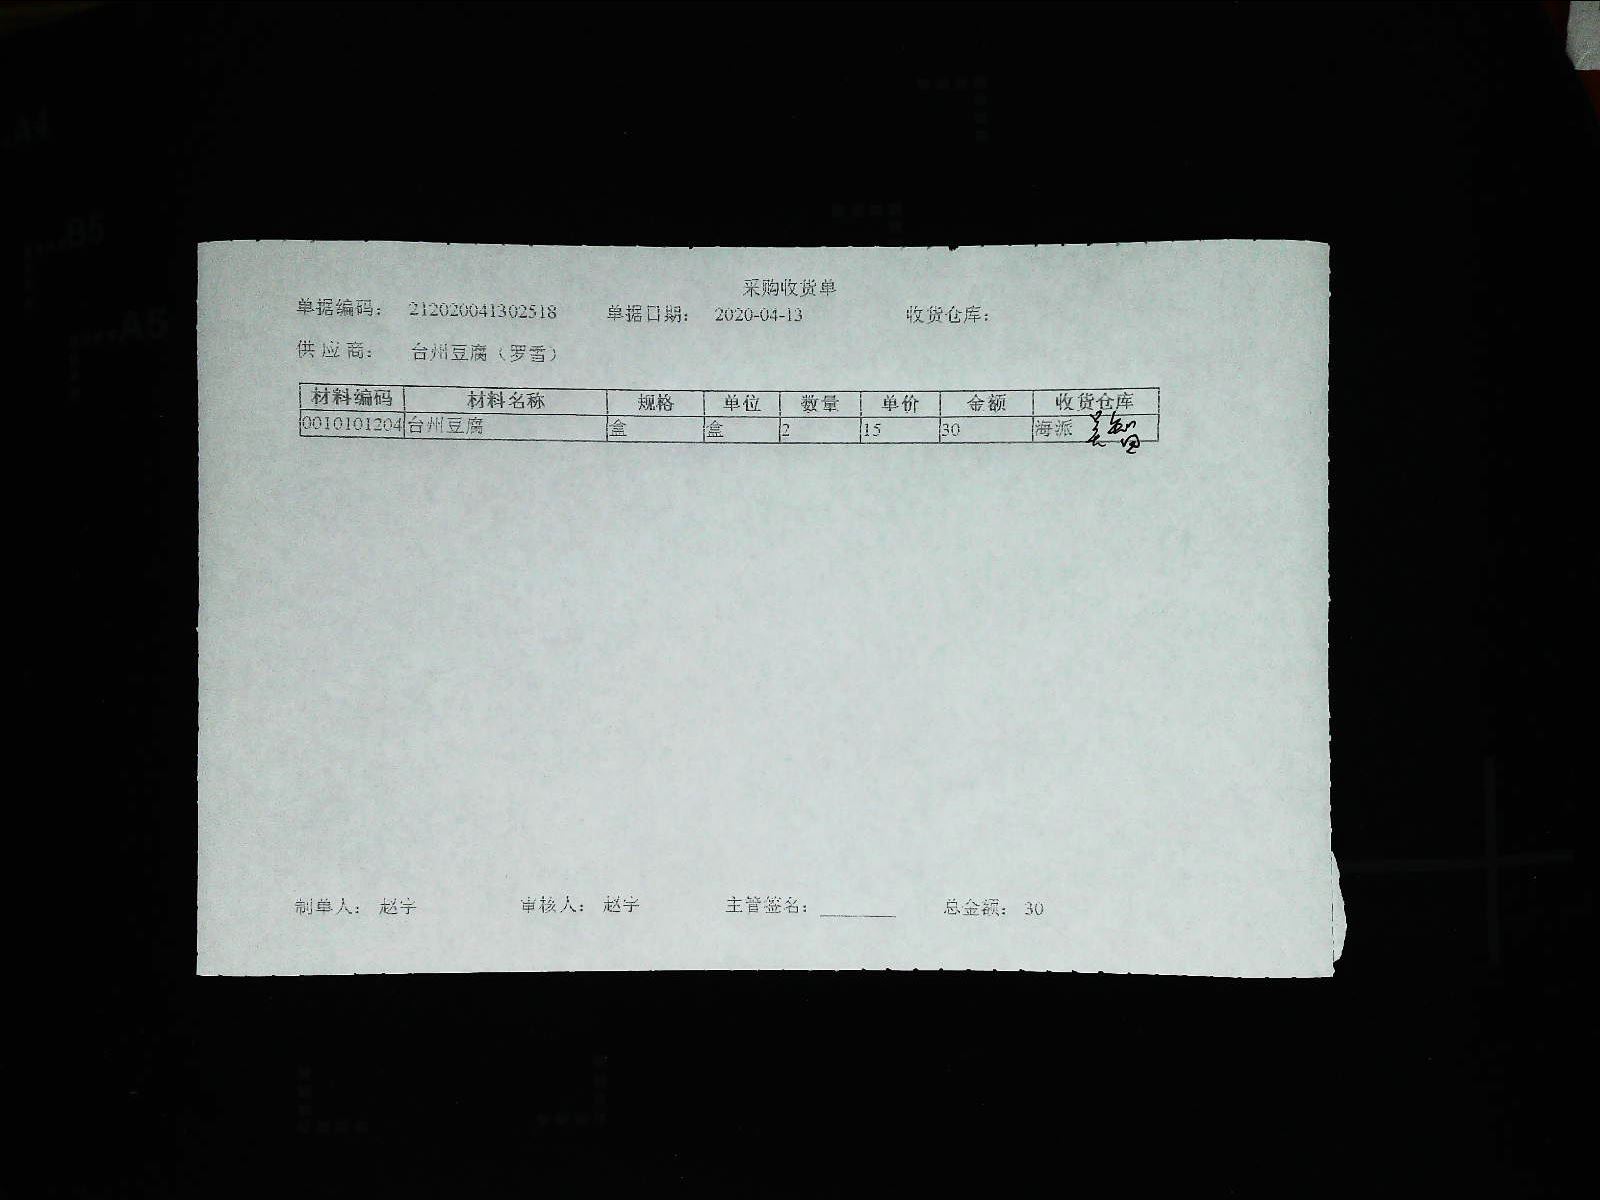 采购收货单
单据编码： 212020041302518 单据日期： 2020-04-13 收货仓库：
供应商： 台州豆腐（罗雪）
材料编码 材料名称 规格 单位 数量 单价 金额 收货仓库
0010101204 台州豆腐 盒 盒 2 15 30 海派
制单人： 赵宇 审核人： 赵宇 主管签名： 总金额： 30
A4
B5
A5